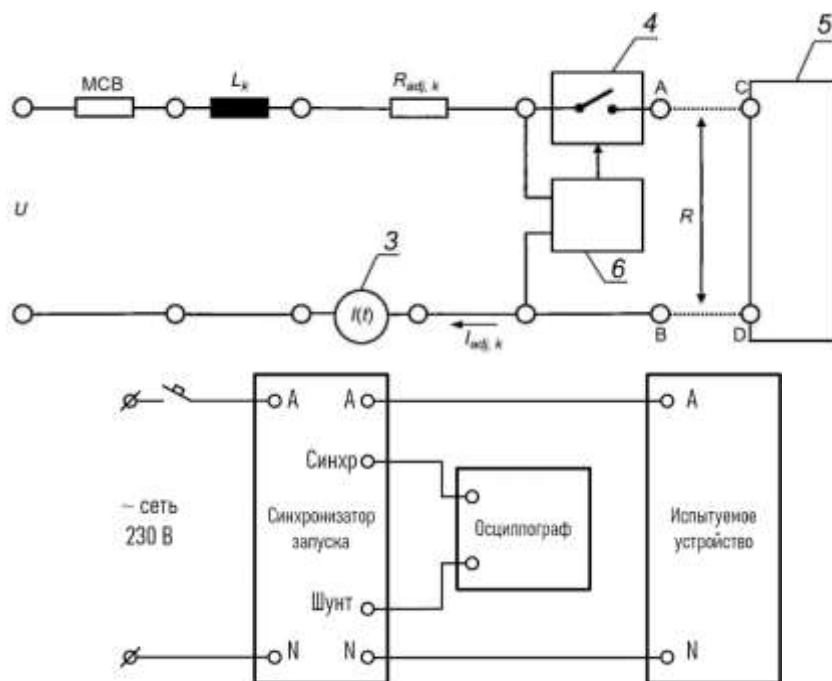 4
5
MCB
L_k
R_adj, k
A
C
U
3
R
6
I(t)
I_adj, k
B
D
A
A
A
Синхр
~ сеть
230 В
Синхронизатор
запуска
Осциллограф
Испытуемое
устройство
Шунт
N
N
N